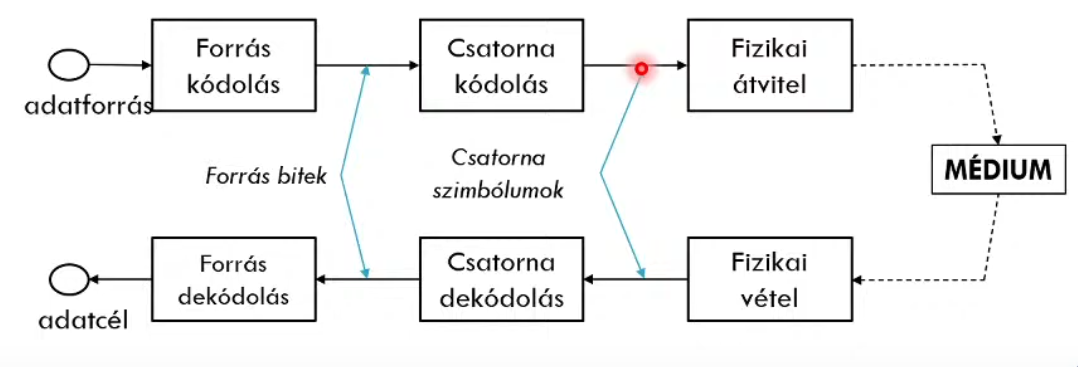 Forrás
kódolás
Csatorna
kódolás
Fizikai
átvitel
adatforrás
Forrás bitek
Csatorna
szimbólumok
MÉDIUM
Forrás
dekódolás
Csatorna
dekódolás
Fizikai
vétel
adatcél